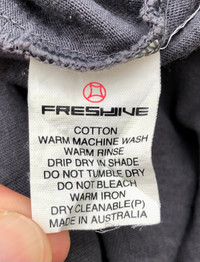 FRESHJIVE
COTTON
WARM MACHINE WASH
WARM RINSE
DRIP DRY IN SHADE
DO NOT TUMBLE DRY
DO NOT BLEACH
WARM IRON
DRY CLEANABLE(P)
MADE IN AUSTRALIA